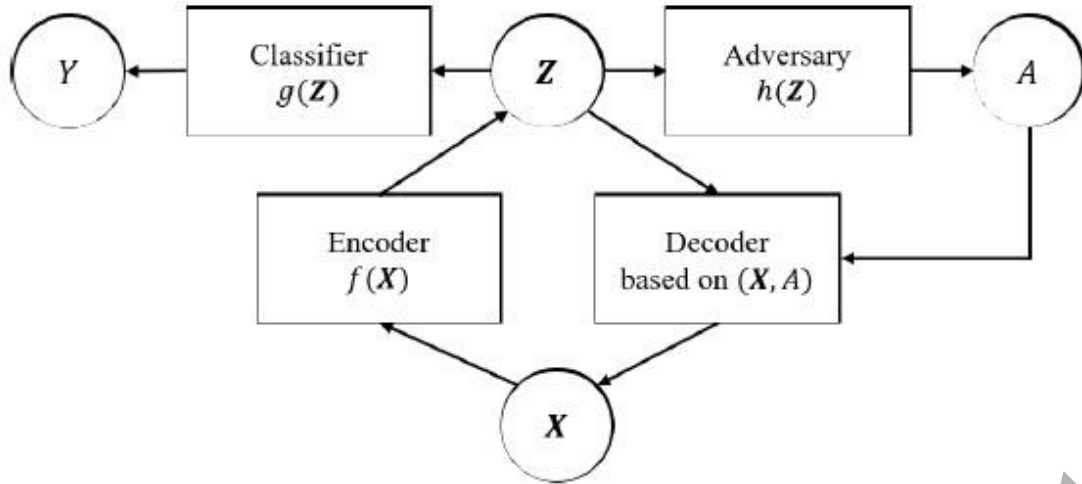 Y
Classifier
g(Z)
Z
Adversary
h(Z)
A
Encoder
f(X)
Decoder
based on (X, A)
X